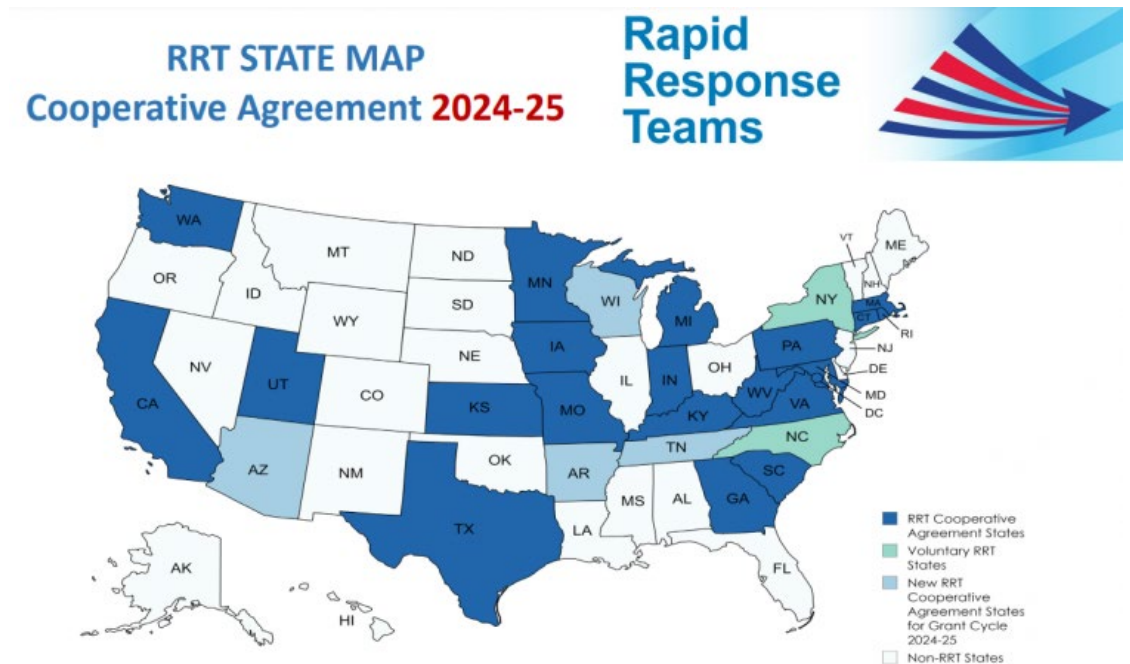 RRT STATE MAP
Cooperative Agreement 2024-25
Rapid
Response
Teams
WA
MT
ND
MN
OR
ID
SD
WI
MI
WY
NE
IA
NV
UT
CO
KS
MO
IL
IN
OH
PA
NY
VT
NH
ME
MA
CT
RI
NJ
DE
MD
DC
WV
VA
KY
CA
AZ
NM
OK
AR
TN
NC
SC
TX
LA
MS
AL
GA
FL
AK
HI
RRT Cooperative
Agreement States
Voluntary RRT
States
New RRT
Cooperative
Agreement States
for Grant Cycle
2024-25
Non-RRT States